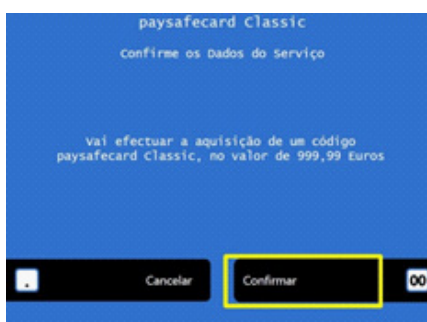 paysafecard Classic
Confirme os Dados do Serviço
Vai efectuar a aquisição de um código
paysafecard Classic, no valor de 999,99 Euros
. Cancelar Confirmar 00